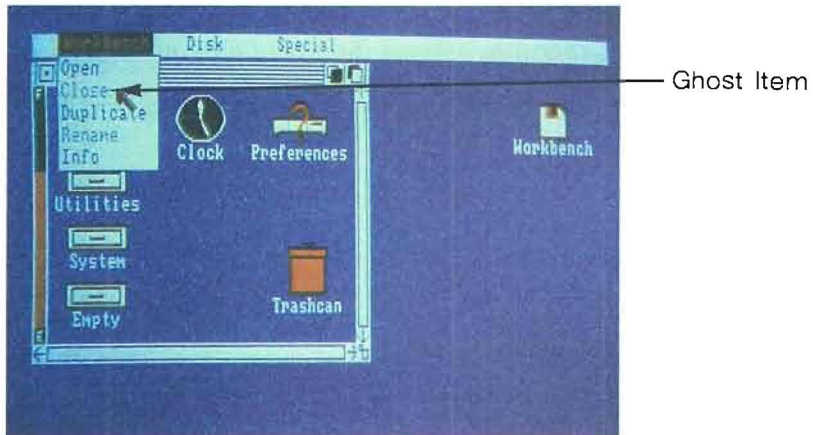 Workbench Disk Special
Open
Close
Duplicate
Rename
Info
Ghost Item
Clock
Preferences
Workbench
Utilities
System
Empty
Trashcan